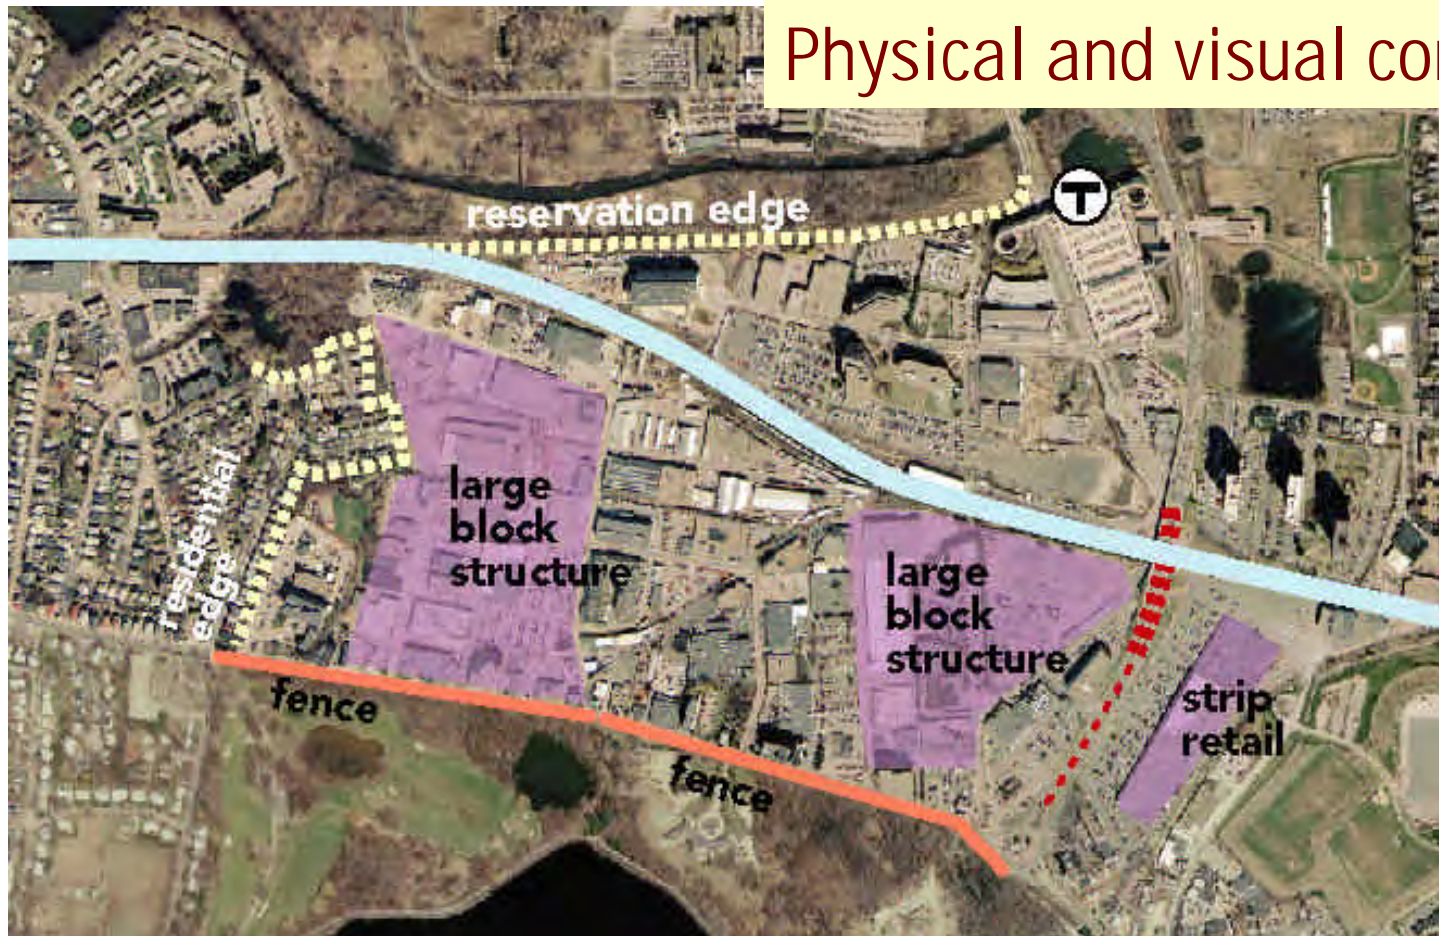 Physical and visual co
reservation edge
T
large
block
structure
residential
edge
large
block
structure
fence
strip
retail
fence